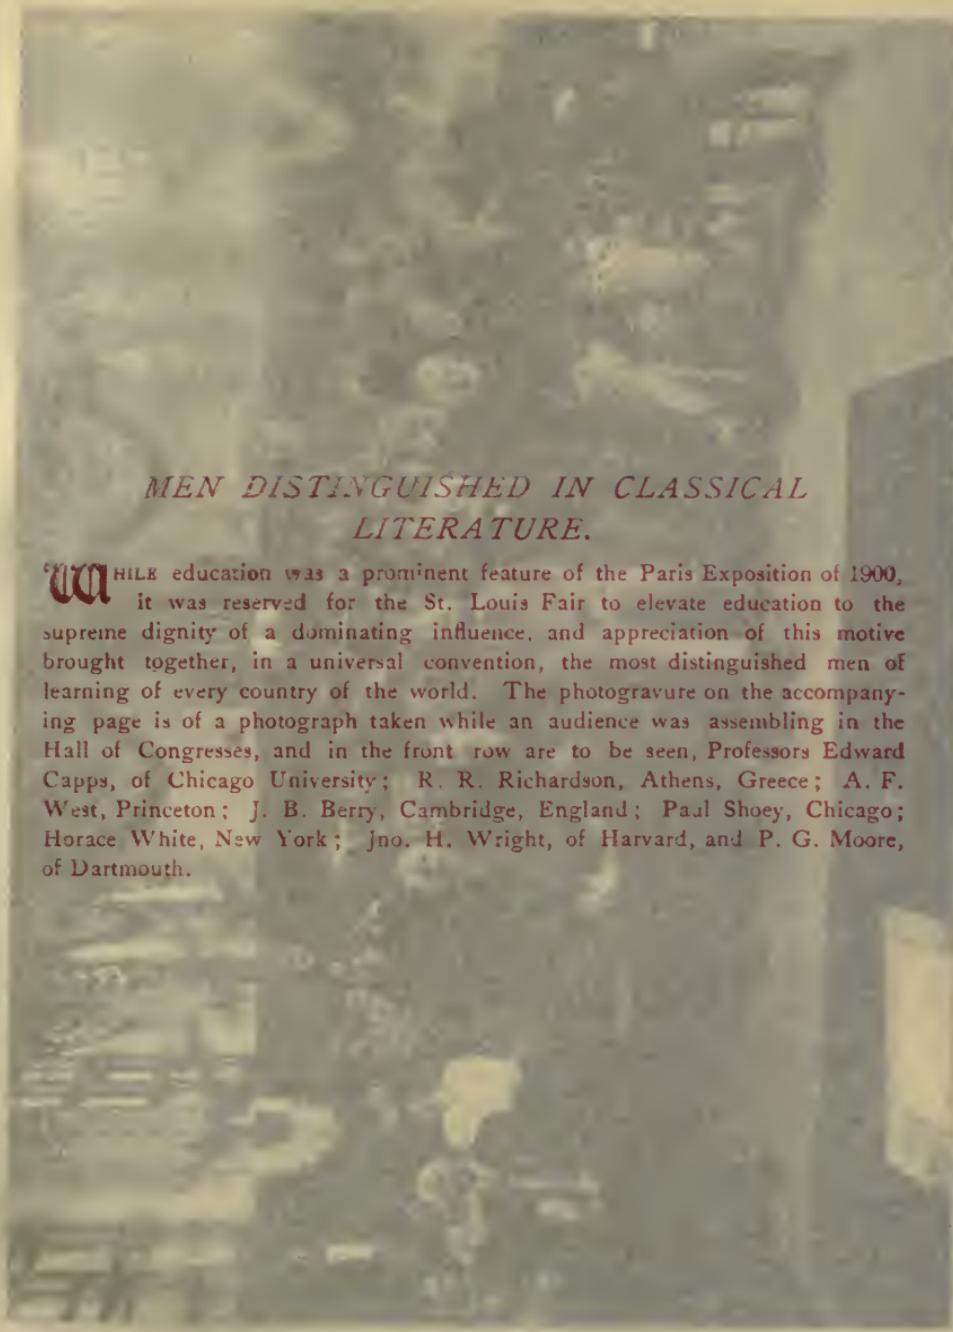 MEN DISTINGUISHED IN CLASSICAL
LITERATURE.
WHILE education was a prominent feature of the Paris Exposition of 1900,
it was reserved for the St. Louis Fair to elevate education to the
supreme dignity of a dominating influence, and appreciation of this motive
brought together, in a universal convention, the most distinguished men of
learning of every country of the world. The photogravure on the accompany-
ing page is of a photograph taken while an audience was assembling in the
Hall of Congresses, and in the front row are to be seen, Professors Edward
Capps, of Chicago University; R. R. Richardson, Athens, Greece; A. F.
West, Princeton; J. B. Berry, Cambridge, England; Paul Shoey, Chicago;
Horace White, New York; Jno. H. Wright, of Harvard, and P. G. Moore,
of Dartmouth.